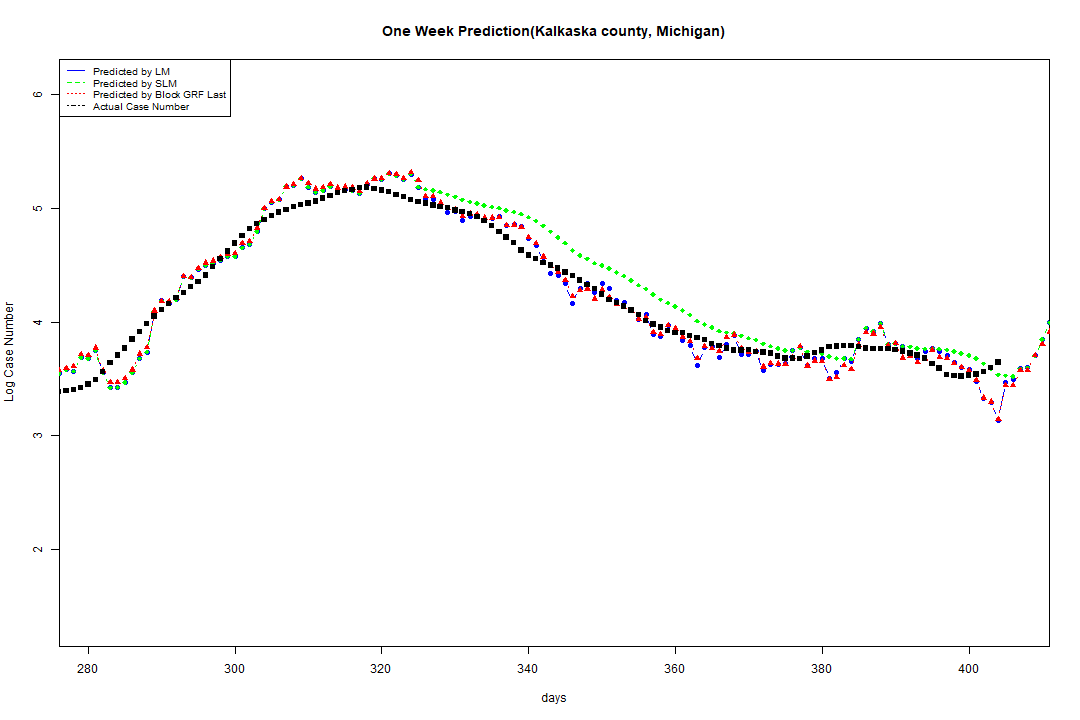 One Week Prediction(Kalkaska county, Michigan)
Predicted by LM
Predicted by SLM
Predicted by Block GRF Last
Actual Case Number
Log Case Number
6
5
4
3
2
280 300 320 340 360 380 400
days